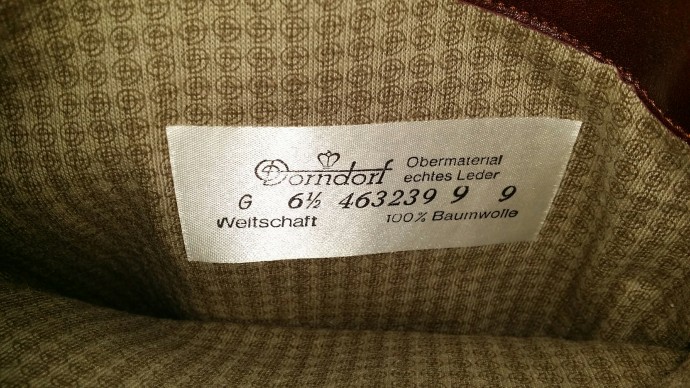 Dorndorf Obermaterial
echtes Leder
G 6½ 463239 9 9
Weitschaft 100% Baumwolle